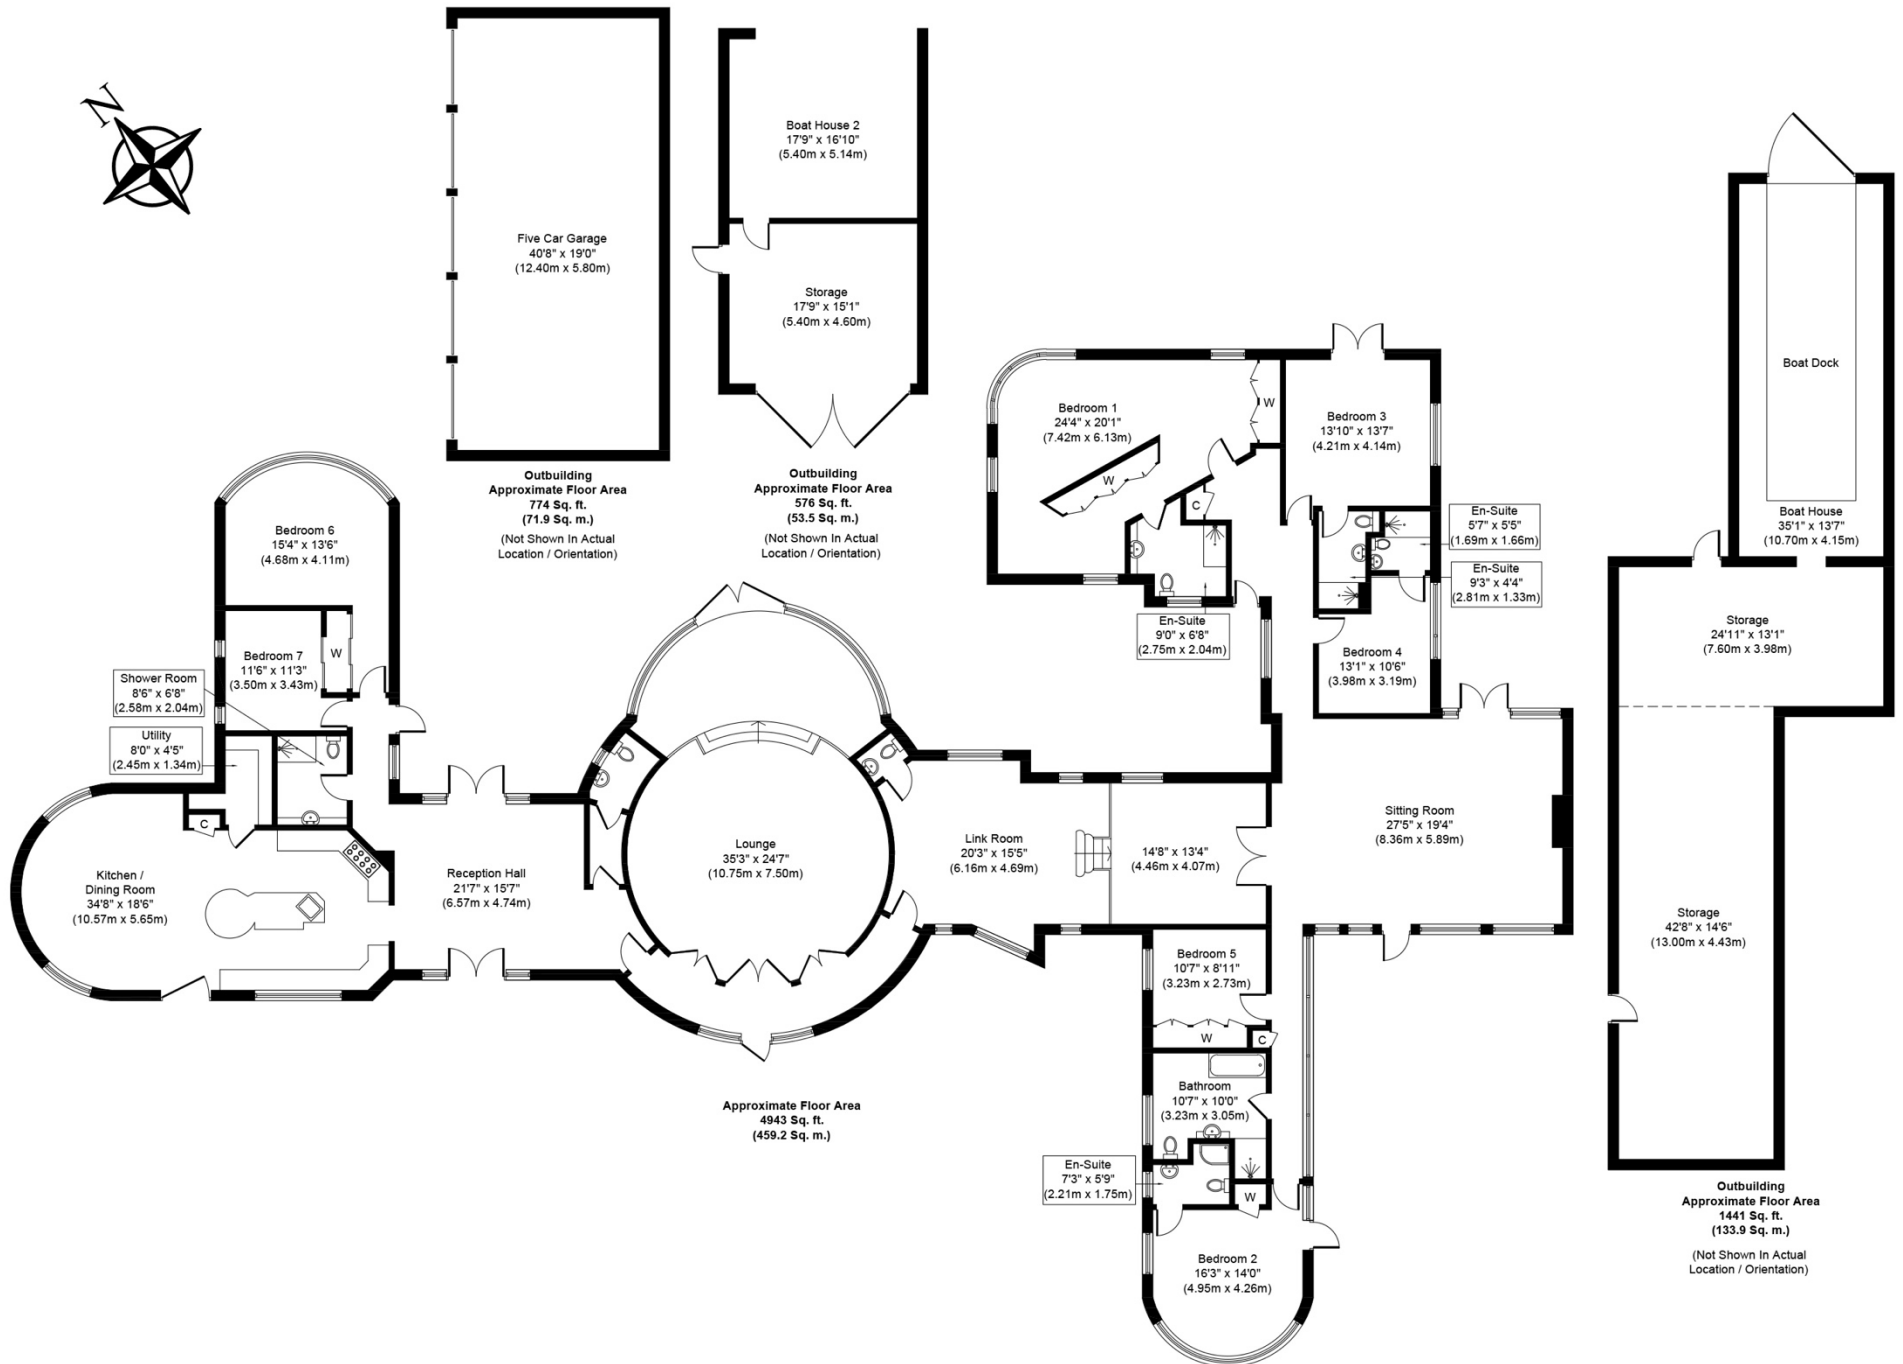 N
Five Car Garage
40'8" x 19'0"
(12.40m x 5.80m)
Outbuilding
Approximate Floor Area
774 Sq. ft.
(71.9 Sq. m.)
(Not Shown In Actual
Location / Orientation)
Boat House 2
17'9" x 16'10"
(5.40m x 5.14m)
Storage
17'9" x 15'1"
(5.40m x 4.60m)
Outbuilding
Approximate Floor Area
576 Sq. ft.
(53.5 Sq. m.)
(Not Shown In Actual
Location / Orientation)
Bedroom 1
24'4" x 20'1"
(7.42m x 6.13m)
W
W
C
Bedroom 3
13'10" x 13'7"
(4.21m x 4.14m)
En-Suite
5'7" x 5'5"
(1.69m x 1.66m)
En-Suite
9'3" x 4'4"
(2.81m x 1.33m)
En-Suite
9'0" x 6'8"
(2.75m x 2.04m)
Bedroom 4
13'1" x 10'6"
(3.98m x 3.19m)
Boat Dock
Boat House
35'1" x 13'7"
(10.70m x 4.15m)
Storage
24'11" x 13'1"
(7.60m x 3.98m)
Storage
42'8" x 14'6"
(13.00m x 4.43m)
Outbuilding
Approximate Floor Area
1441 Sq. ft.
(133.9 Sq. m.)
(Not Shown In Actual
Location / Orientation)
Bedroom 6
15'4" x 13'6"
(4.68m x 4.11m)
Bedroom 7
11'6" x 11'3"
(3.50m x 3.43m)
W
Shower Room
8'6" x 6'8"
(2.58m x 2.04m)
Utility
8'0" x 4'5"
(2.45m x 1.34m)
C
Kitchen /
Dining Room
34'8" x 18'6"
(10.57m x 5.65m)
Reception Hall
21'7" x 15'7"
(6.57m x 4.74m)
Lounge
35'3" x 24'7"
(10.75m x 7.50m)
Link Room
20'3" x 15'5"
(6.16m x 4.69m)
14'8" x 13'4"
(4.46m x 4.07m)
Sitting Room
27'5" x 19'4"
(8.36m x 5.89m)
Bedroom 5
10'7" x 8'11"
(3.23m x 2.73m)
W
C
Bathroom
10'7" x 10'0"
(3.23m x 3.05m)
En-Suite
7'3" x 5'9"
(2.21m x 1.75m)
W
Bedroom 2
16'3" x 14'0"
(4.95m x 4.26m)
Approximate Floor Area
4943 Sq. ft.
(459.2 Sq. m.)